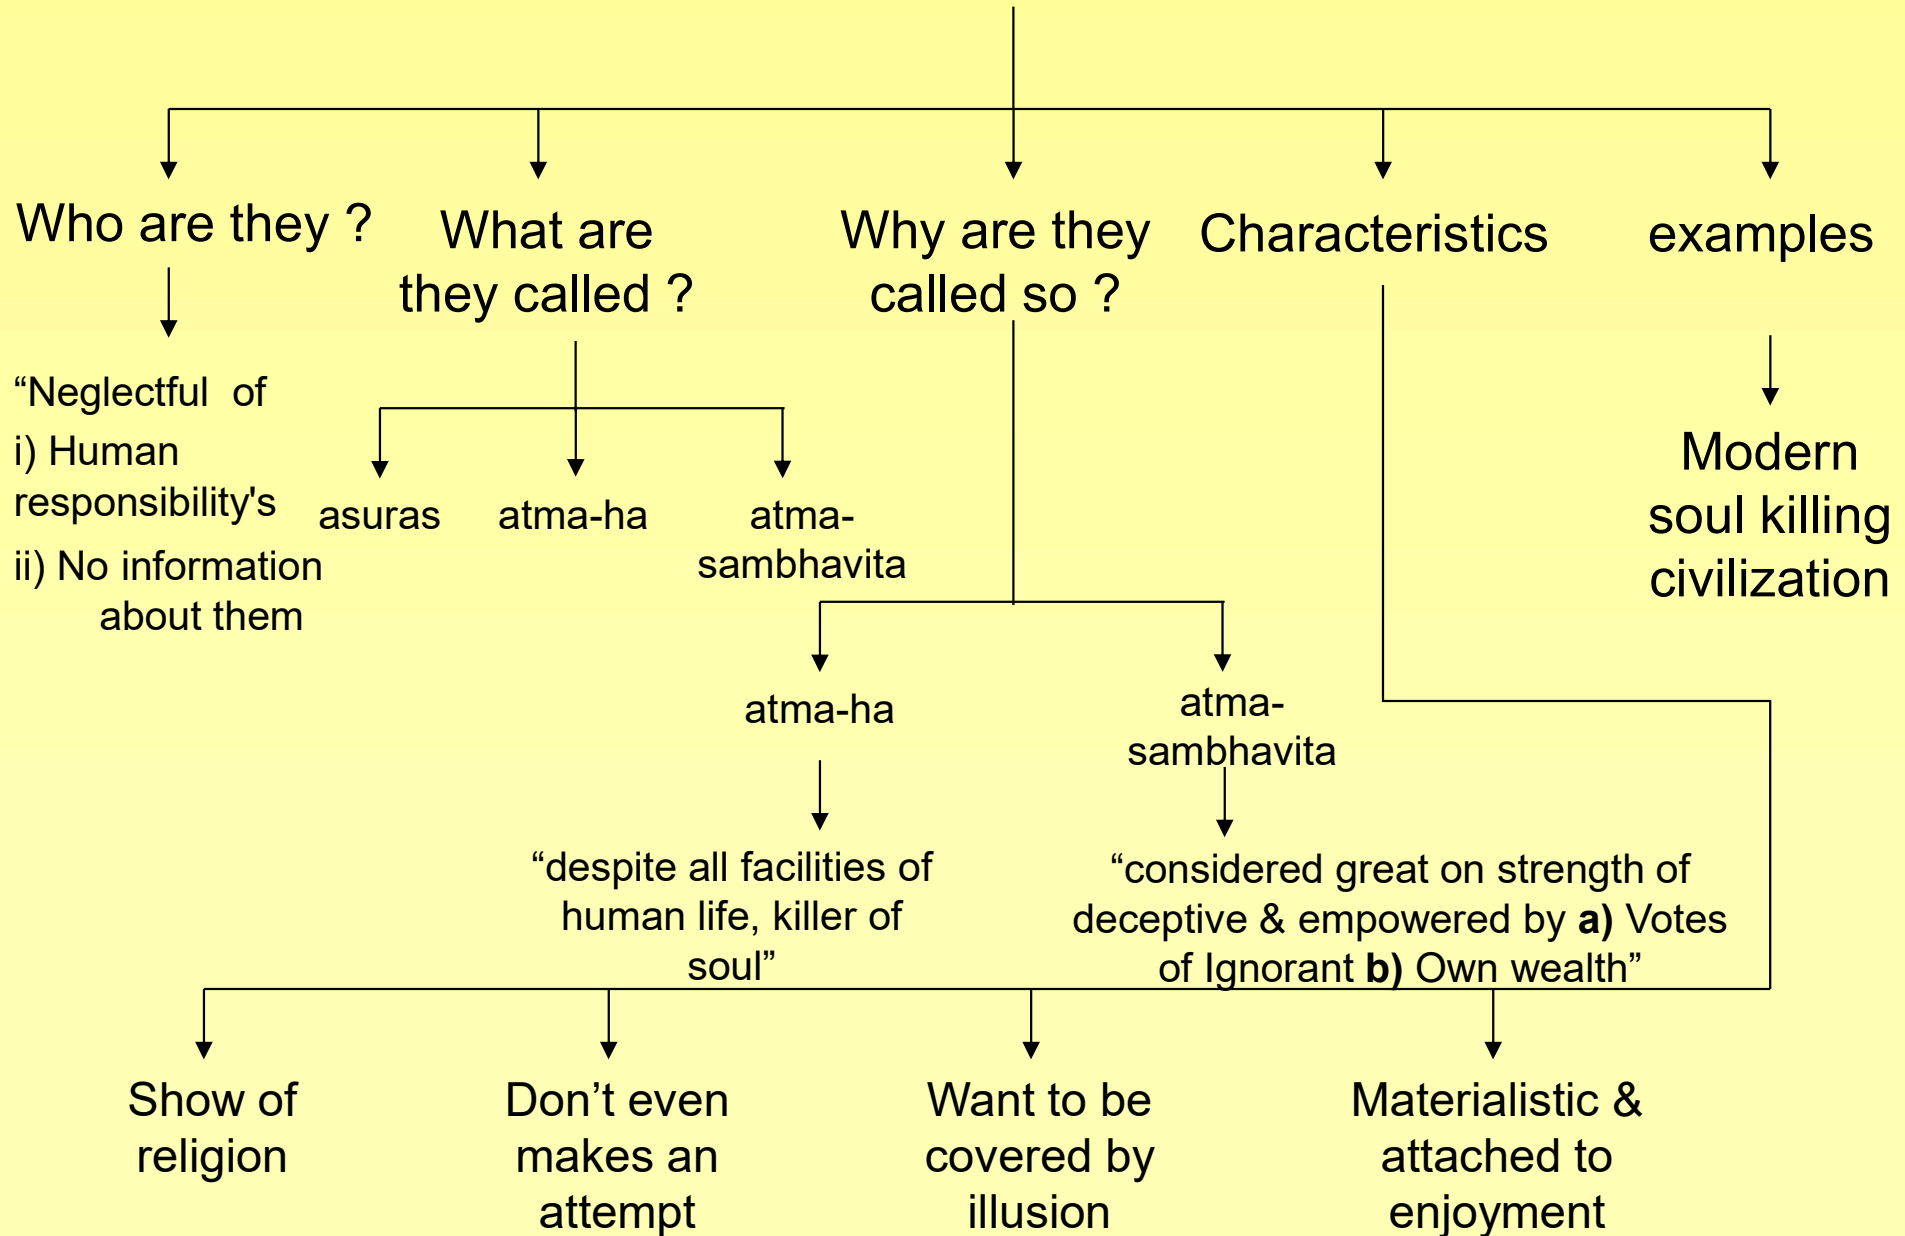 Who are they ?
What are
they called ?
Why are they
called so ?
Characteristics
examples
“Neglectful  of
i) Human
responsibility's
ii) No information
about them
asuras
atma-ha
atma-
sambhavita
Modern
soul killing
civilization
atma-ha
atma-
sambhavita
“despite all facilities of
human life, killer of
soul”
“considered great on strength of
deceptive & empowered by a) Votes
of Ignorant b) Own wealth”
Show of
religion
Don’t even
makes an
attempt
Want to be
covered by
illusion
Materialistic &
attached to
enjoyment